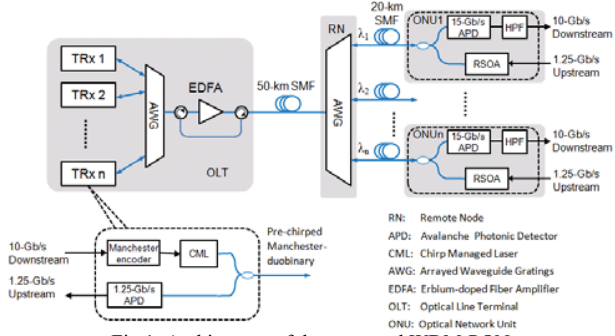 20-km
SMF
RN
ONU1
15-Gb/s
APD
HPF
10-Gb/s
Downstream
λ1
RSOA
1.25-Gb/s
Upstream
TRx 1
TRx 2
TRx n
AWG
EDFA
50-km SMF
OLT
AWG
λ2
λn
ONUn
15-Gb/s
APD
HPF
10-Gb/s
Downstream
RSOA
1.25-Gb/s
Upstream
10-Gb/s
Downstream
Manchester
encoder
CML
Pre-chirped
Manchester-
duobinary
1.25-Gb/s
Upstream
1.25-Gb/s
APD
RN: Remote Node
APD: Avalanche Photonic Detector
CML: Chirp Managed Laser
AWG: Arrayed Waveguide Gratings
EDFA: Erbium-doped Fiber Amplifier
OLT: Optical Line Terminal
ONU: Optical Network Unit